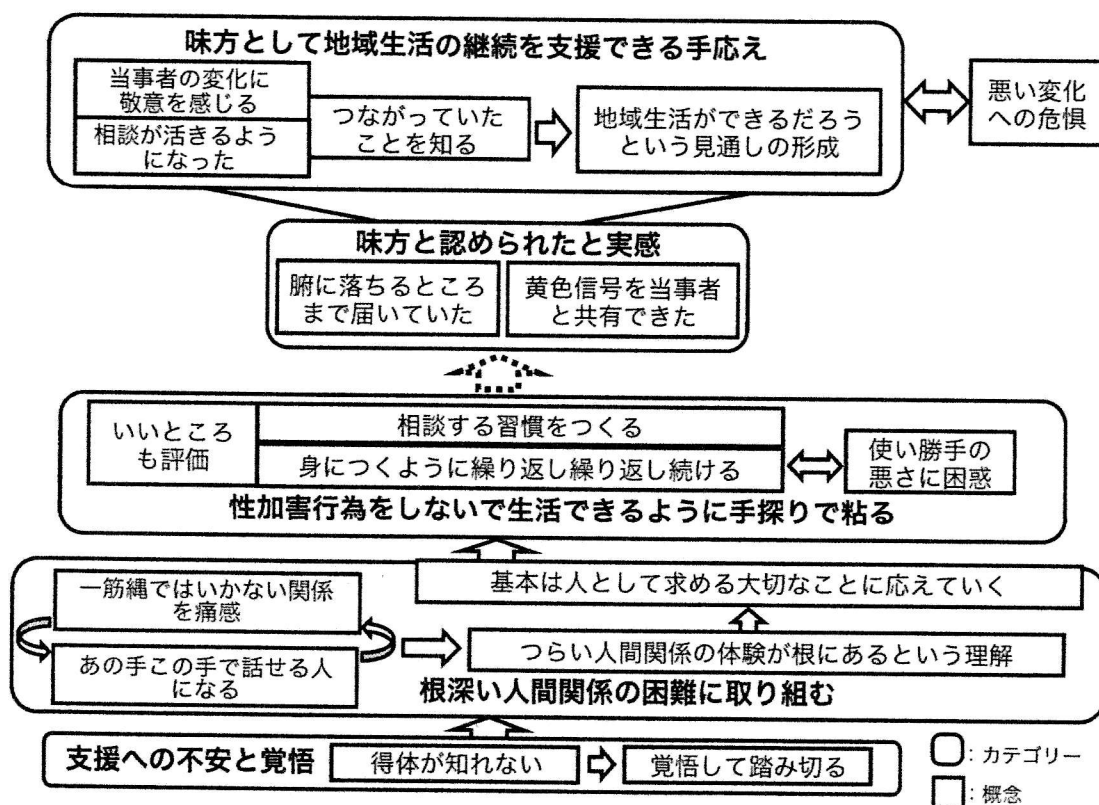 味方として地域生活の継続を支援できる手応え
当事者の変化に
敬意を感じる
相談が活きるよう
になった
つながっていた
ことを知る
地域生活ができるだろう
という見通しの形成
悪い変化
への危惧
味方と認められたと実感
腑に落ちるところ
まで届いていた
黄色信号を当事者
と共有できた
いいところ
も評価
相談する習慣をつくる
身につくように繰り返し繰り返し続ける
使い勝手の
悪さに困惑
性加害行為をしないで生活できるように手探りで粘る
基本は人として求める大切なことに応えていく
一筋縄ではいかない関係
を痛感
あの手この手で話せる人
になる
つらい人間関係の体験が根にあるという理解
根深い人間関係の困難に取り組む
支援への不安と覚悟
得体が知れない
覚悟して踏み切る
：カテゴリー
：概念